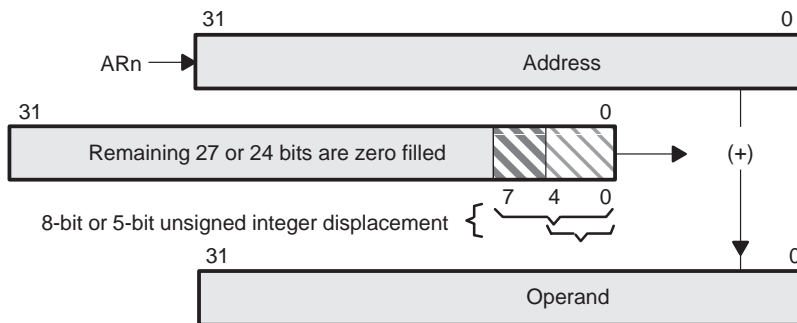 31 0
ARn Address
31 0
Remaining 27 or 24 bits are zero filled (+)
7 4 0
8-bit or 5-bit unsigned integer displacement {
31 0
Operand